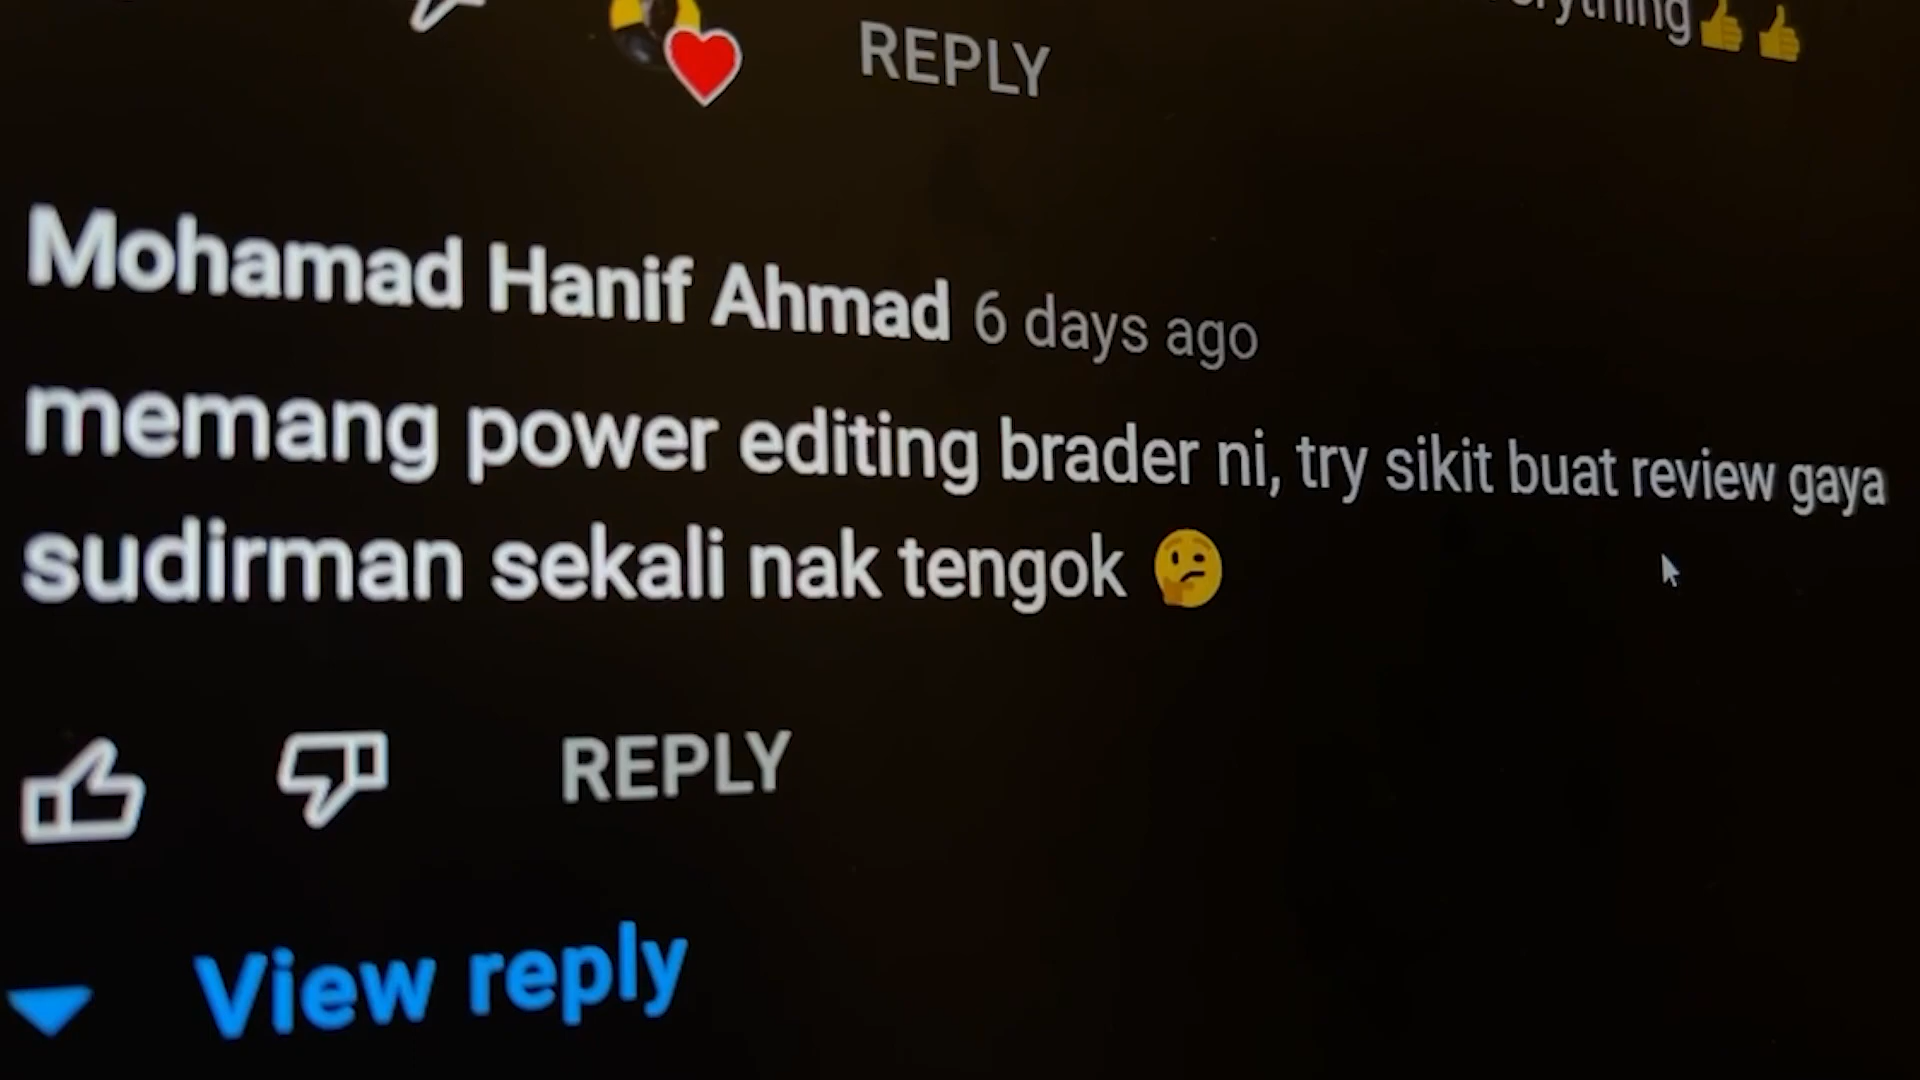 REPLY
Mohamad Hanif Ahmad 6 days ago
memang power editing brader ni, try sikit buat review gaya
sudirman sekali nak tengok 🤔
REPLY
View reply